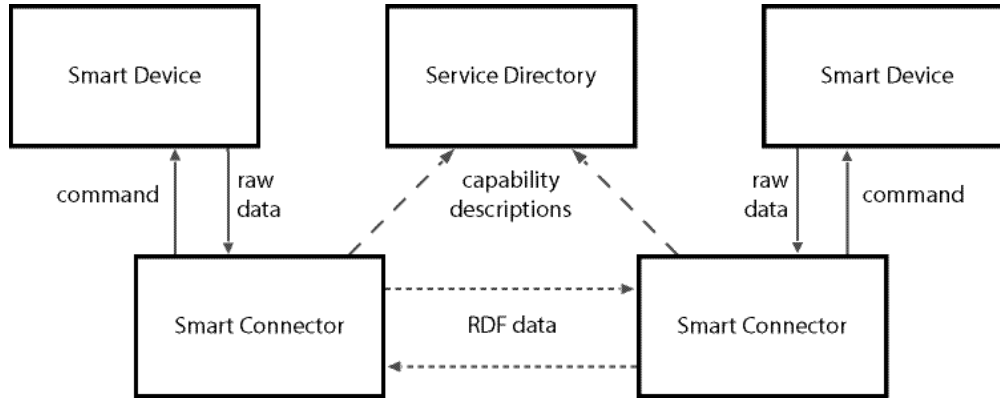 Smart Device
Service Directory
Smart Device
command
raw
data
capability
descriptions
raw
data
command
Smart Connector
RDF data
Smart Connector